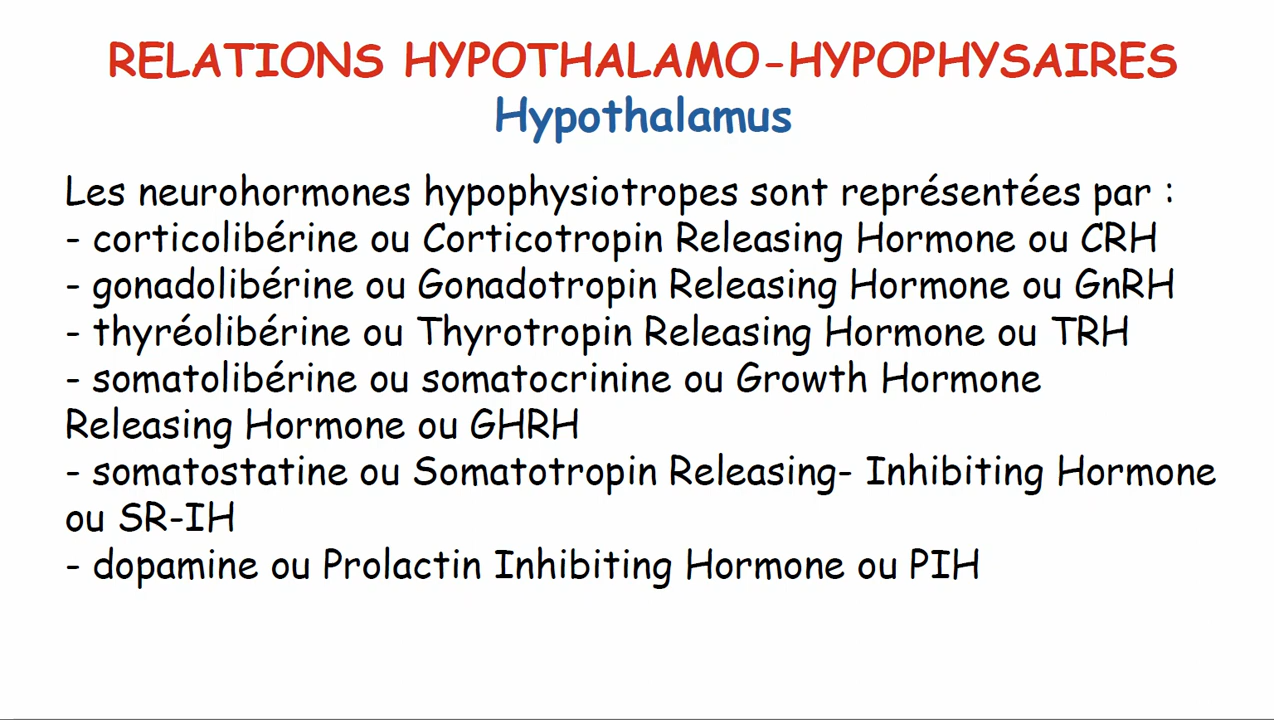 RELATIONS HYPOTHALAMO-HYPOPHYSAIRES
Hypothalamus
Les neurohormones hypophysiotropes sont représentées par :
- corticolibérine ou Corticotropin Releasing Hormone ou CRH
- gonadolibérine ou Gonadotropin Releasing Hormone ou GnRH
- thyréolibérine ou Thyrotropin Releasing Hormone ou TRH
- somatolibérine ou somatocrinine ou Growth Hormone
Releasing Hormone ou GHRH
- somatostatine ou Somatotropin Releasing- Inhibiting Hormone
ou SR-IH
- dopamine ou Prolactin Inhibiting Hormone ou PIH